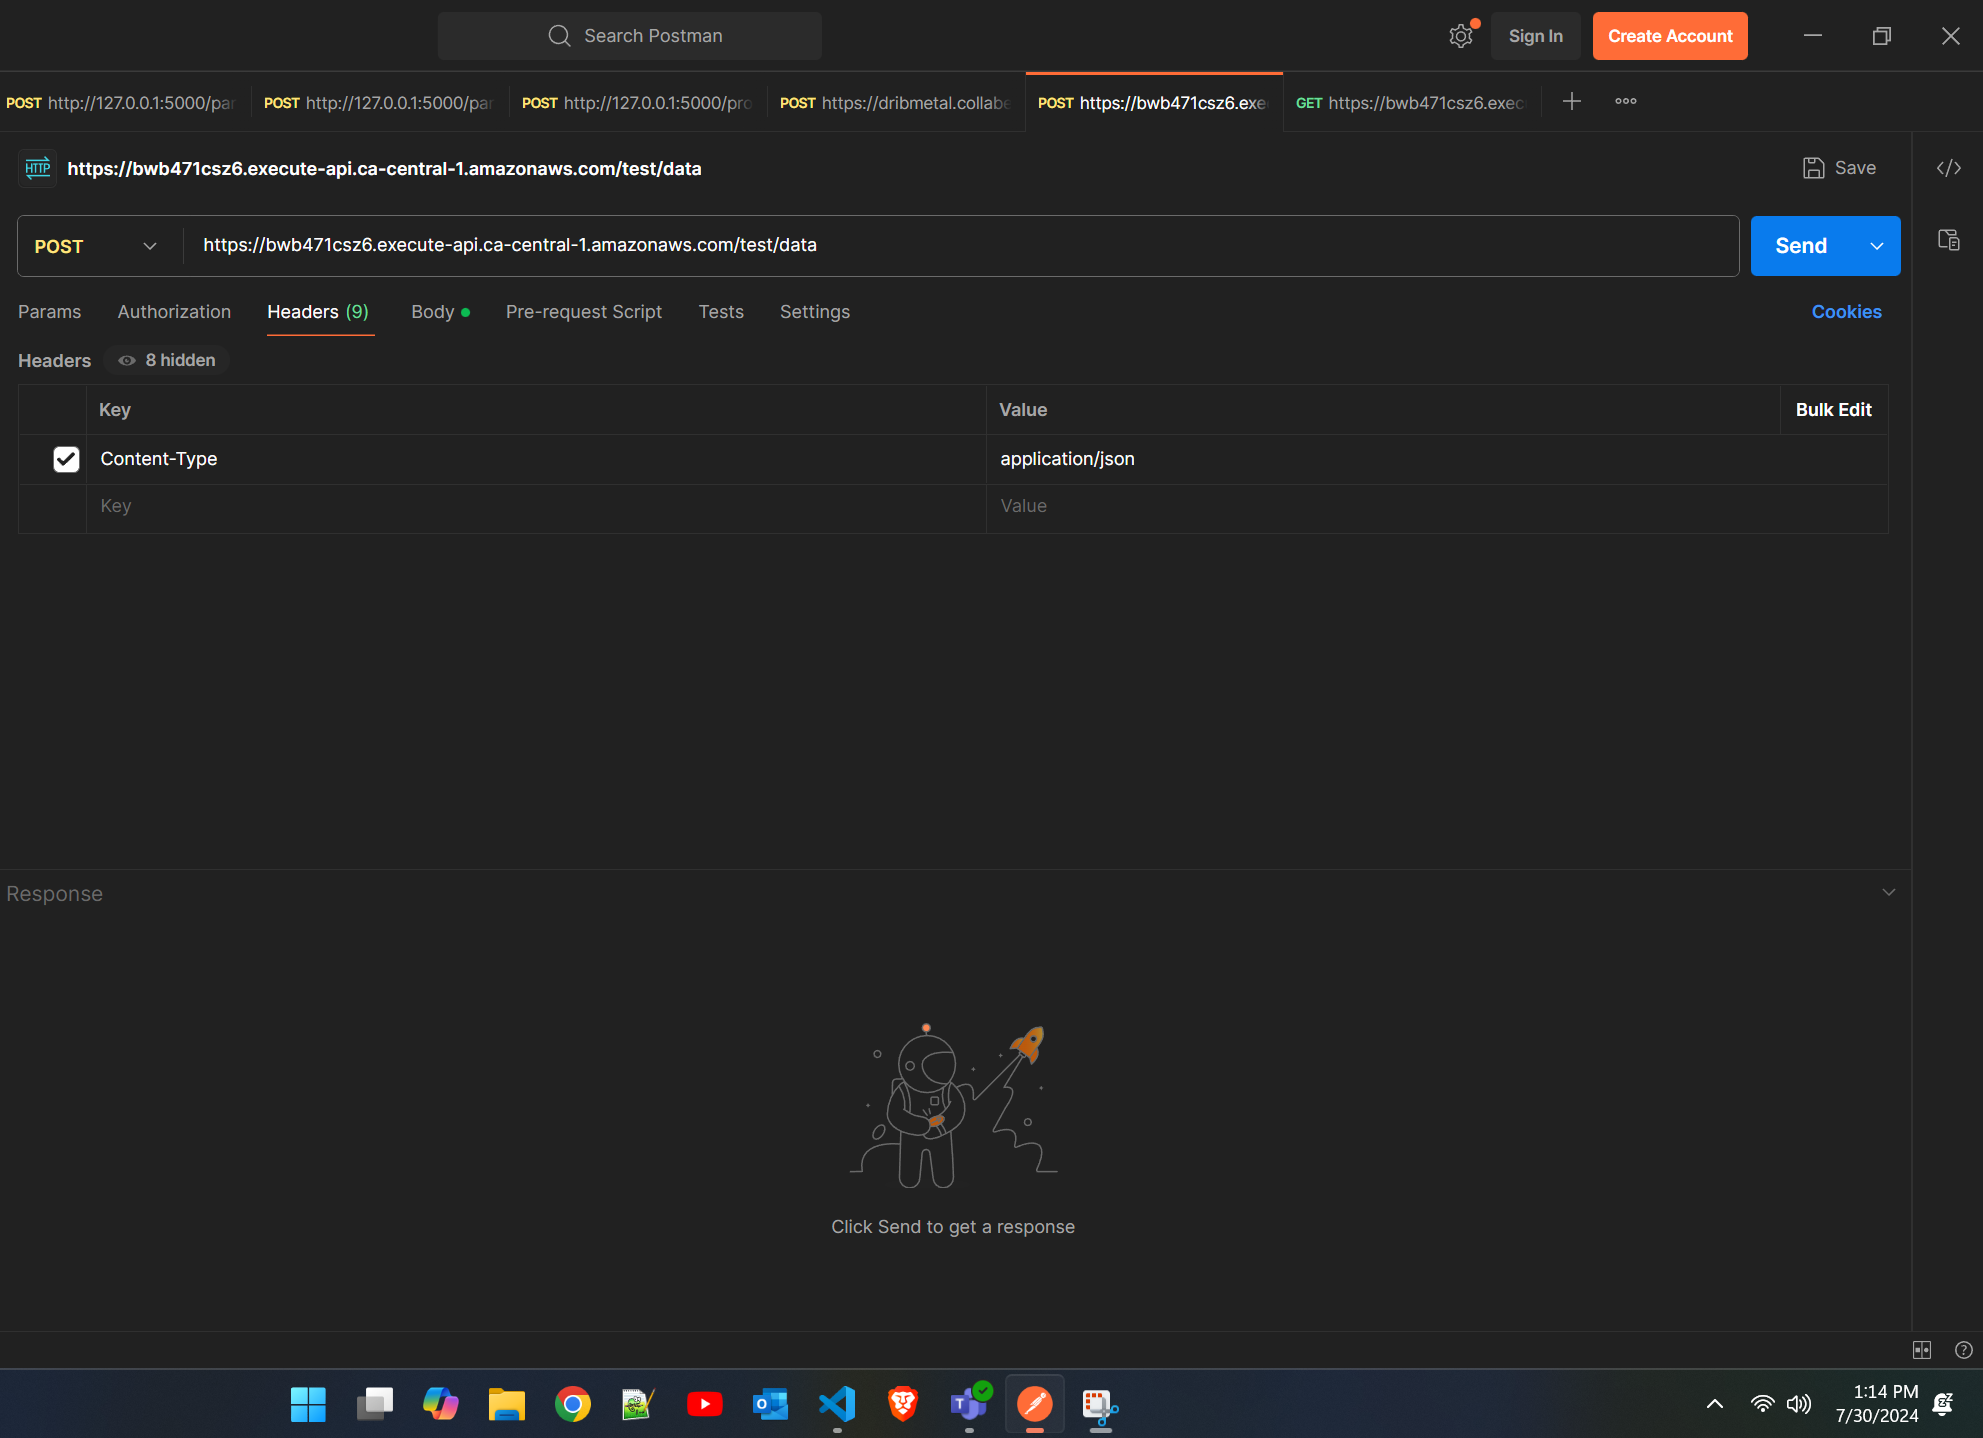 Search Postman
Sign In
Create Account
POST http://127.0.0.1:5000/par
POST http://127.0.0.1:5000/par
POST http://127.0.0.1:5000/pro
POST https://dribmetal.collabe
POST https://bwb471csz6.exe
GET https://bwb471csz6.exec
HTTP
https://bwb471csz6.execute-api.ca-central-1.amazonaws.com/test/data
Save
POST
https://bwb471csz6.execute-api.ca-central-1.amazonaws.com/test/data
Send
Params
Authorization
Headers (9)
Body
Pre-request Script
Tests
Settings
Cookies
Headers
8 hidden
Key
Value
Bulk Edit
Content-Type
application/json
Key
Value
Response
Click Send to get a response
1:14 PM
7/30/2024